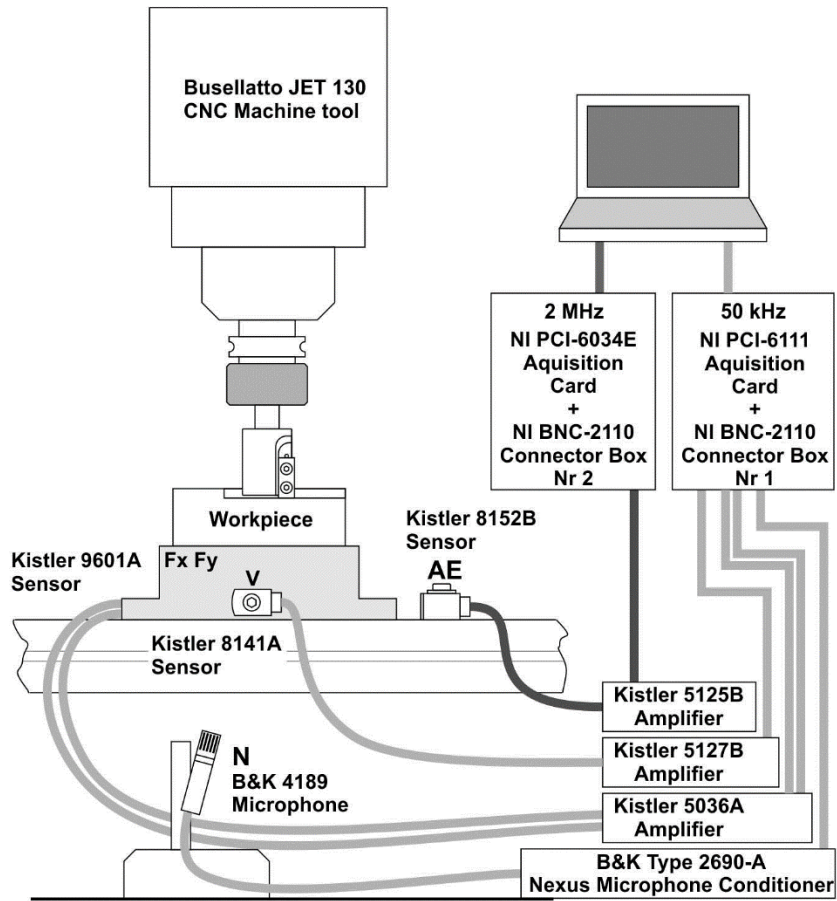 Busellatto JET 130
CNC Machine tool
2 MHz
NI PCI-6034E
Aquisition
Card
+
NI BNC-2110
Connector Box
Nr 2
50 kHz
NI PCI-6111
Aquisition
Card
+
NI BNC-2110
Connector Box
Nr 1
Workpiece
Kistler 8152B
Sensor
AE
Kistler 9601A
Sensor
Fx Fy
V
Kistler 8141A
Sensor
Kistler 5125B
Amplifier
Kistler 5127B
Amplifier
N
B&K 4189
Microphone
Kistler 5036A
Amplifier
B&K Type 2690-A
Nexus Microphone Conditioner